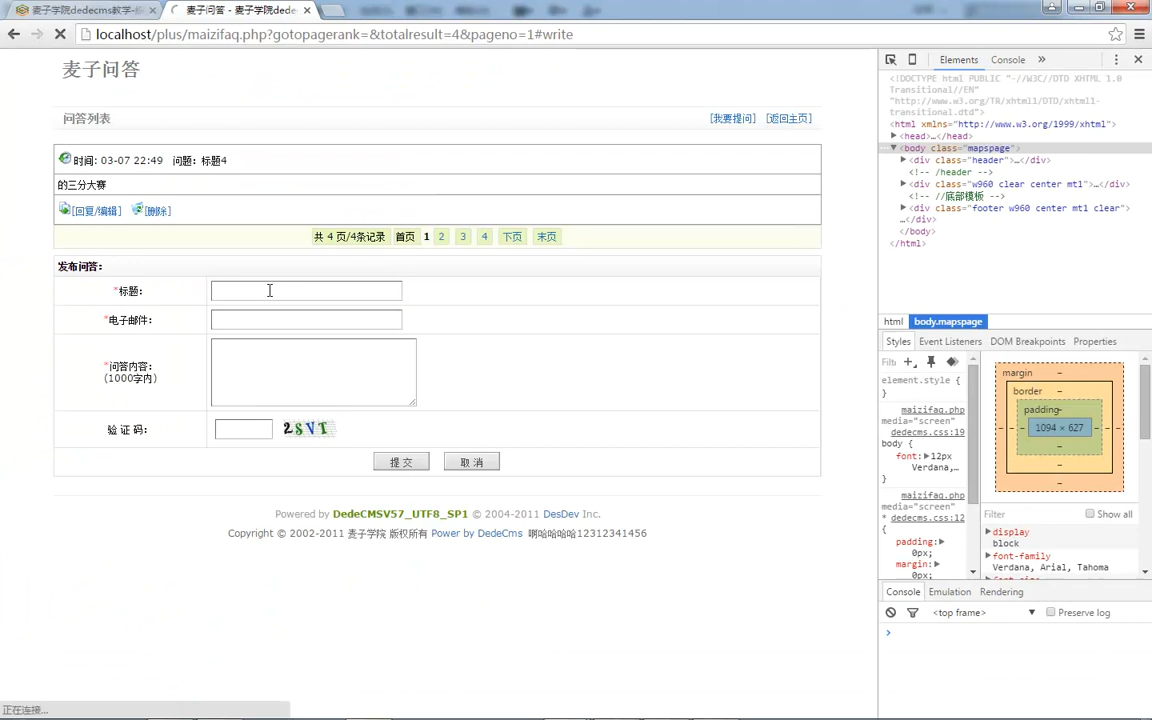 麦子学院dedecms教学-
麦子问答 - 麦子学院dede
localhost/plus/maizifaq.php?gotopagerank=&totalresult=4&pageno=1#write
麦子问答
问答列表 [我要提问] [返回主页]
时间: 03-07 22:49 问题: 标题4
的三分大赛
[回复/编辑] [删除]
共 4 页/4条记录 首页 1 2 3 4 下页 末页
发布问答:
*标题:
*电子邮件:
*问答内容:
(1000字内)
验 证 码: 2SVT
提 交 取 消
Powered by DedeCMSV57_UTF8_SP1 © 2004-2011 DesDev Inc.
Copyright © 2002-2011 麦子学院 版权所有 Power by DedeCms 啊哈哈哈哈12312341456
正在连接...
Elements Console »
<!DOCTYPE html PUBLIC "-//W3C//DTD XHTML 1.0
Transitional//EN"
"http://www.w3.org/TR/xhtml1/DTD/xhtml1-
transitional.dtd">
<html xmlns="http://www.w3.org/1999/xhtml">
<head>…</head>
<body class="mapspage">
<div class="header">…</div>
<!-- /header -->
<div class="w960 clear center mt1">…</div>
<!-- //底部模板 -->
<div class="footer w960 center mt1 clear">
…</div>
</body>
</html>
html body.mapspage
Styles Event Listeners DOM Breakpoints Properties
Filt
element.style {
}
maizifaq.php
media="screen"
dedecms.css:19
body {
font: 12px
Verdana,…
}
maizifaq.php
media="screen"
* dedecms.css:12
{
padding:
0px;
margin:
0px;
margin -
border -
padding-
1094 × 627
Filter Show all
display
block
font-family
Verdana, Arial, Tahoma
Console Emulation Rendering
<top frame> Preserve log